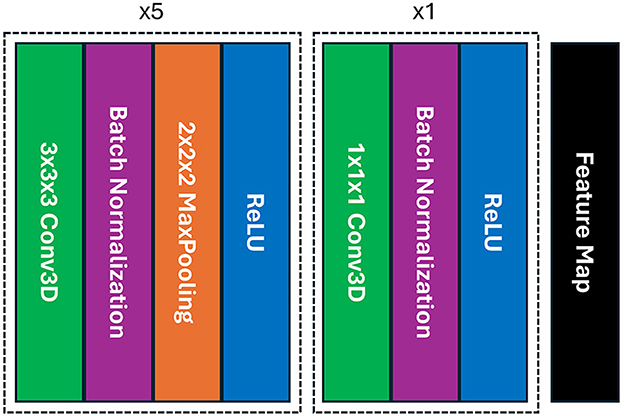 x5
x1
3x3x3 Conv3D
Batch Normalization
2x2x2 MaxPooling
ReLU
1x1x1 Conv3D
Batch Normalization
ReLU
Feature Map